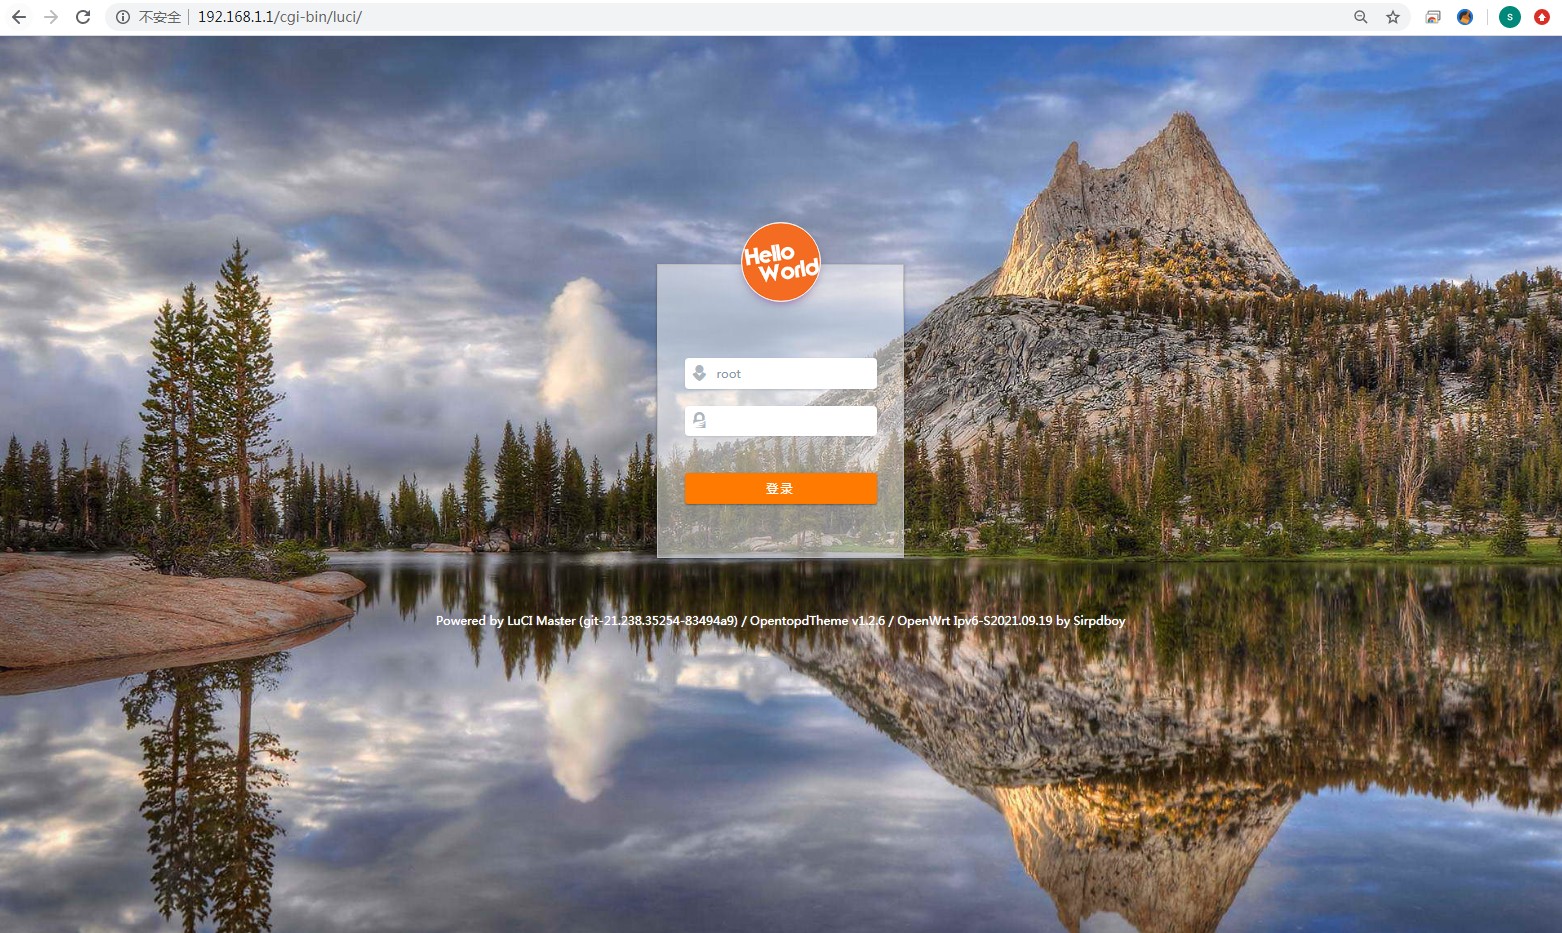 不安全
192.168.1.1/cgi-bin/luci/
S
Hello
World
root
登录
Powered by LuCI Master (git-21.238.35254-83494a9) / OpentopdTheme v1.2.6 / OpenWrt Ipv6-S2021.09.19 by Sirpdboy